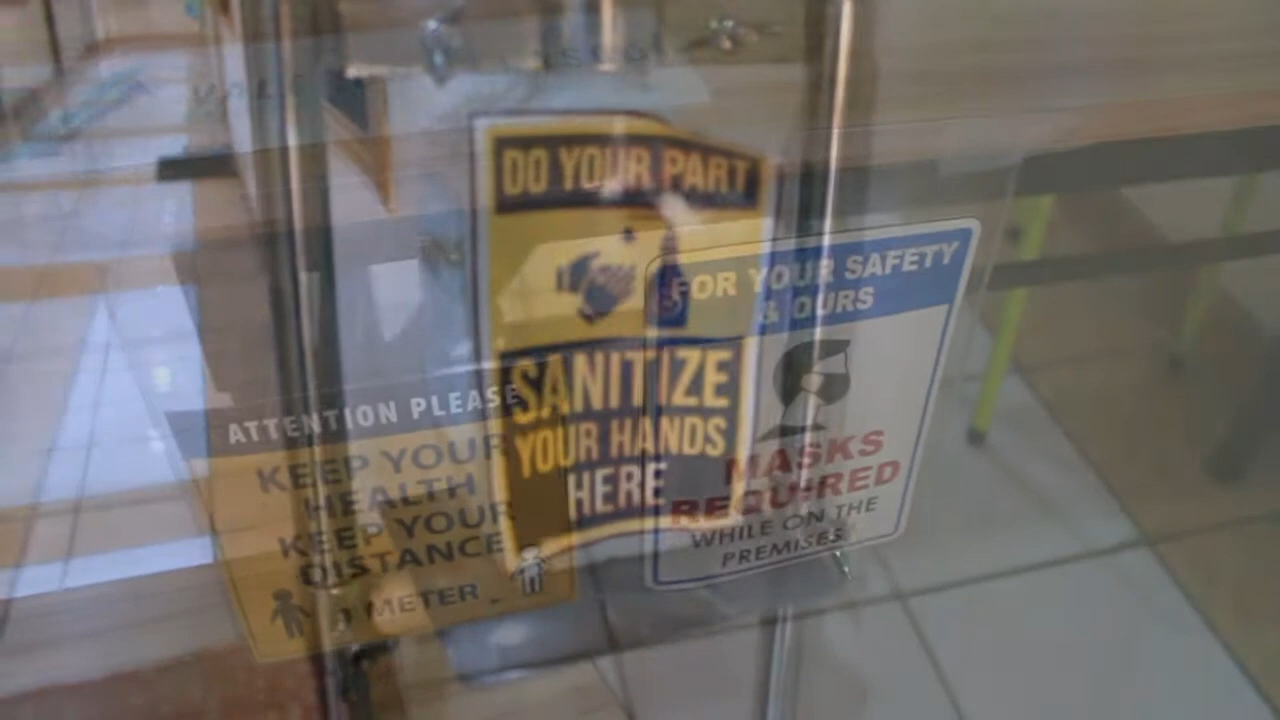 DO YOUR PART
SANITIZE
YOUR HANDS
HERE
FOR YOUR SAFETY
& OURS
MASKS
REQUIRED
WHILE ON THE
PREMISES
ATTENTION PLEASE
KEEP YOUR
HEALTH
KEEP YOUR
DISTANCE
METER